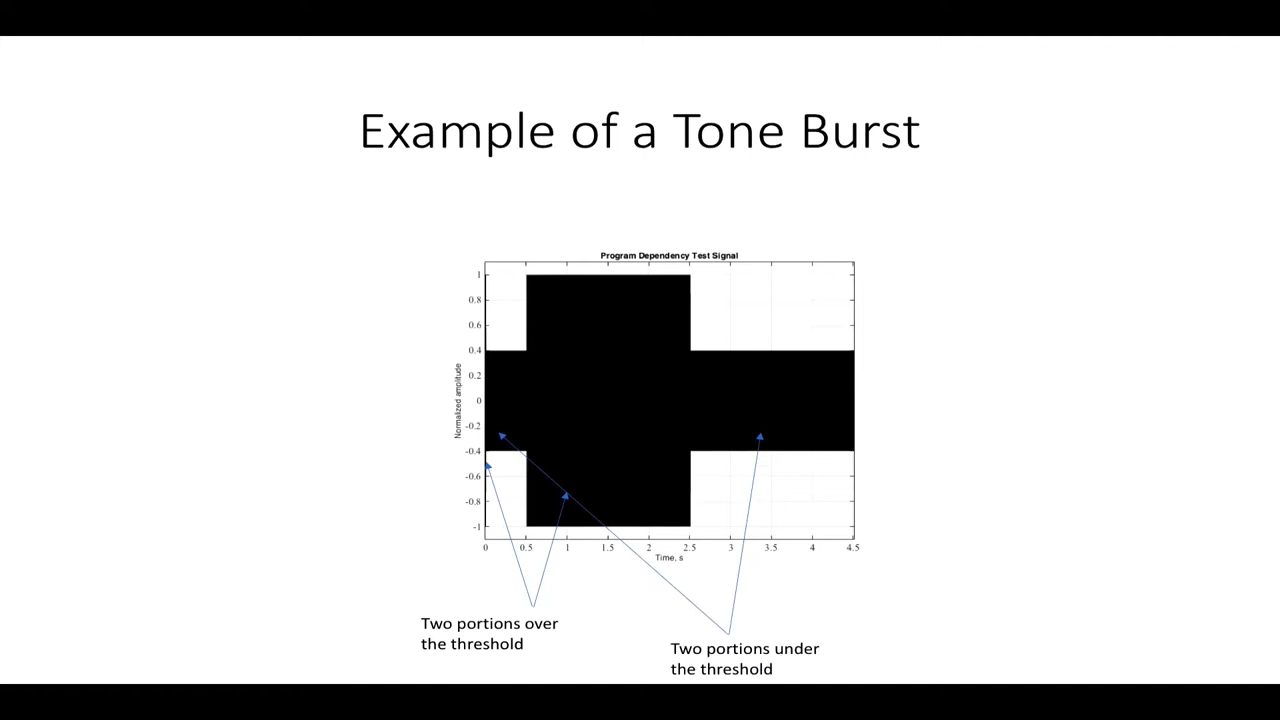 Example of a Tone Burst
Program Dependency Test Signal
Normalized amplitude
1
0.8
0.6
0.4
0.2
0
-0.2
-0.4
-0.6
-0.8
-1
0 0.5 1 1.5 2 2.5 3 3.5 4 4.5
Time, s
Two portions over
the threshold
Two portions under
the threshold